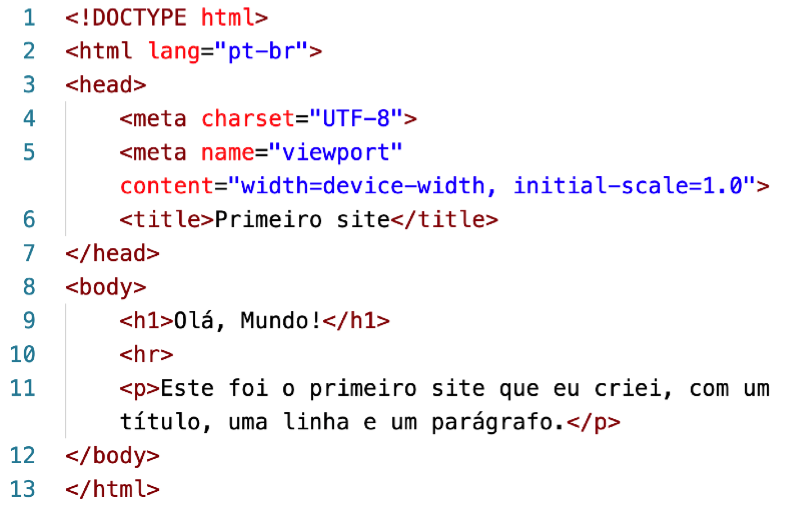 1 <!DOCTYPE html>
2 <html lang="pt-br">
3 <head>
4 <meta charset="UTF-8">
5 <meta name="viewport"
content="width=device-width, initial-scale=1.0">
6 <title>Primeiro site</title>
7 </head>
8 <body>
9 <h1>Olá, Mundo!</h1>
10 <hr>
11 <p>Este foi o primeiro site que eu criei, com um
título, uma linha e um parágrafo.</p>
12 </body>
13 </html>